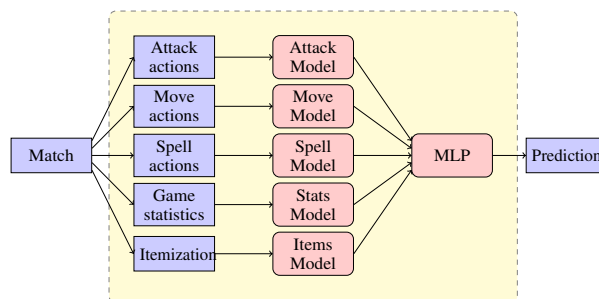 Attack
actions
Attack
Model
Move
actions
Move
Model
Match
Spell
actions
Spell
Model
MLP
Prediction
Game
statistics
Stats
Model
Itemization
Items
Model